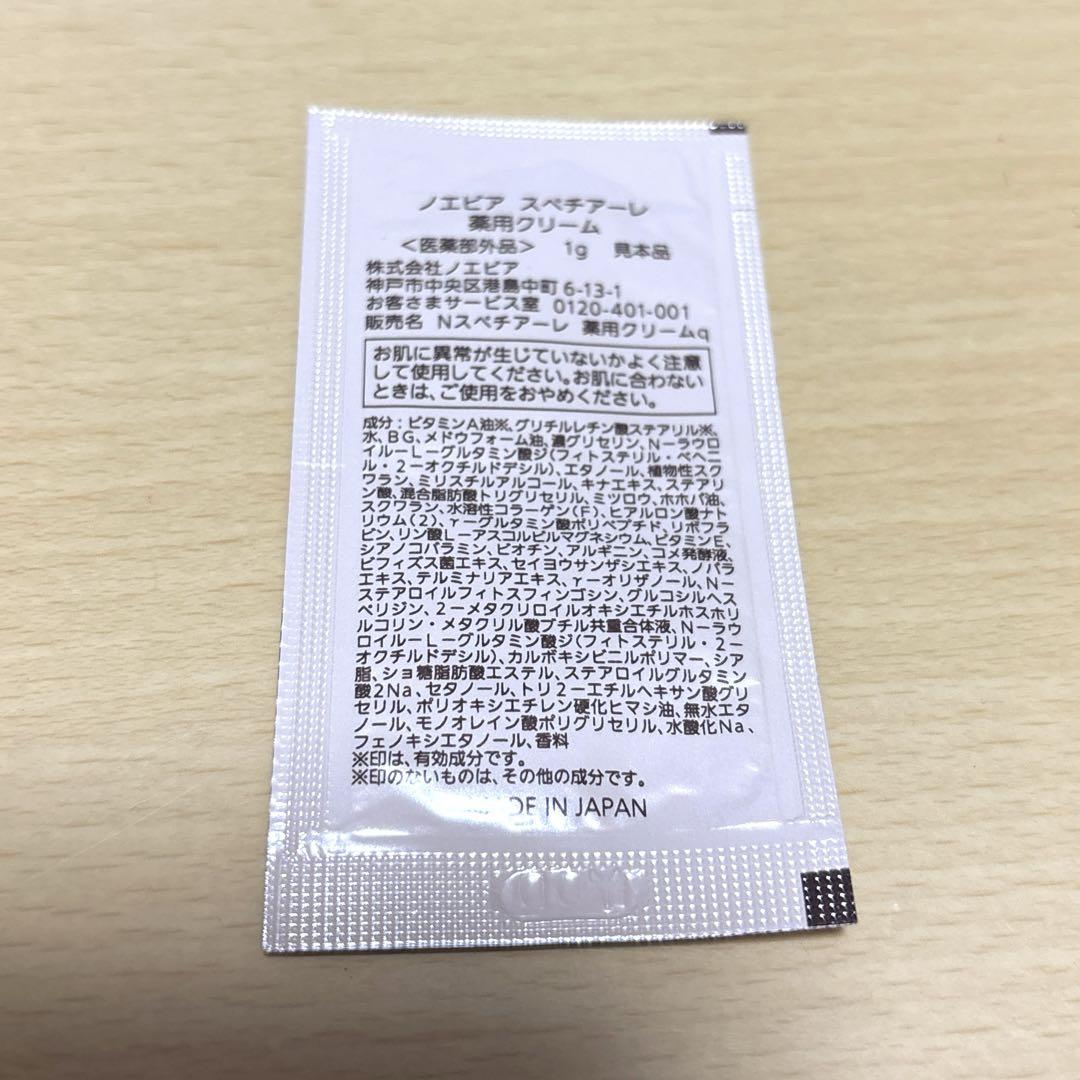 ノエビア スペチアーレ
薬用クリーム
＜医薬部外品＞ 1g 見本品
株式会社ノエビア
神戸市中央区港島中町6-13-1
お客さまサービス室 0120-401-001
販売名 Nスペチアーレ 薬用クリームq
お肌に異常が生じていないかよく注意
して使用してください。お肌に合わない
ときは、ご使用をおやめください。
成分：ビタミンA油※、グリチルレチン酸ステアリル※、
水、BG、メドウフォーム油、濃グリセリン、N－ラウロ
イル－L－グルタミン酸ジ（フィトステリル・ベヘニ
ル・2－オクチルドデシル）、エタノール、植物性スク
ワラン、ミリスチルアルコール、キナエキス、ステアリ
ン酸、混合脂肪酸トリグリセリル、ミツロウ、ホホバ油、
スクワラン、水溶性コラーゲン（F）、ヒアルロン酸ナト
リウム（2）、γ－グルタミン酸ポリペプチド、リボフラ
ビン、リン酸L－アスコルビルマグネシウム、ビタミンE、
シアノコバラミン、ビオチン、アルギニン、コメ発酵液、
ビフィズス菌エキス、セイヨウサンザシエキス、ノバラ
エキス、テルミナリアエキス、γ－オリザノール、N－
ステアロイルフィトスフィンゴシン、グルコシルヘス
ペリジン、2－メタクリロイルオキシエチルホスホリ
ルコリン・メタクリル酸ブチル共重合体液、N－ラウ
ロイル－L－グルタミン酸ジ（フィトステリル・2－
オクチルドデシル）、カルボキシビニルポリマー、シア
脂、ショ糖脂肪酸エステル、ステアロイルグルタミン
酸2Na、セタノール、トリ2－エチルヘキサン酸グリ
セリル、ポリオキシエチレン硬化ヒマシ油、無水エタ
ノール、モノオレイン酸ポリグリセリル、水酸化Na、
フェノキシエタノール、香料
※印は、有効成分です。
※印のないものは、その他の成分です。
IN JAPAN